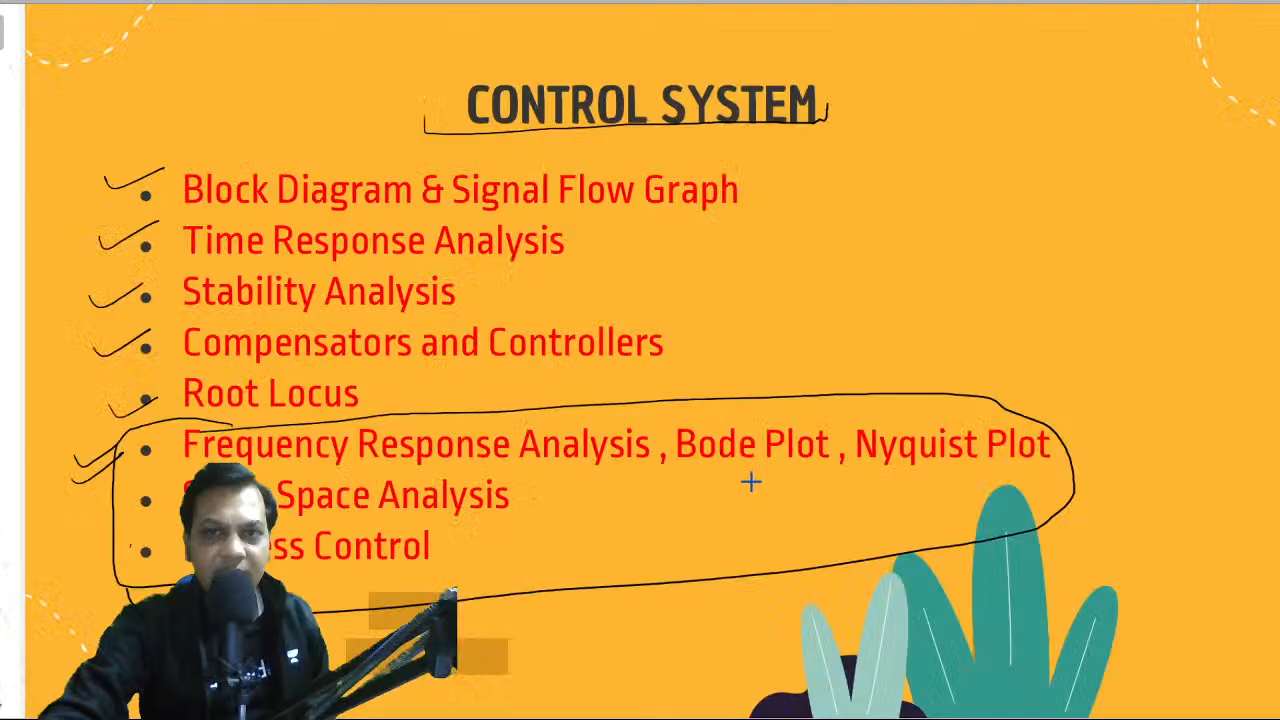 CONTROL SYSTEM
Block Diagram & Signal Flow Graph
Time Response Analysis
Stability Analysis
Compensators and Controllers
Root Locus
Frequency Response Analysis , Bode Plot , Nyquist Plot
Space Analysis
Control